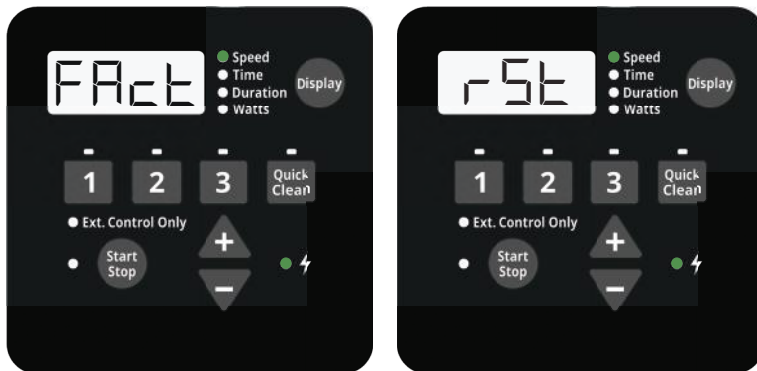 FAct
Speed
Time
Duration
Watts
Display
1 2 3 Quick Clean
Ext. Control Only
Start Stop
+
−
rSt
Speed
Time
Duration
Watts
Display
1 2 3 Quick Clean
Ext. Control Only
Start Stop
+
−